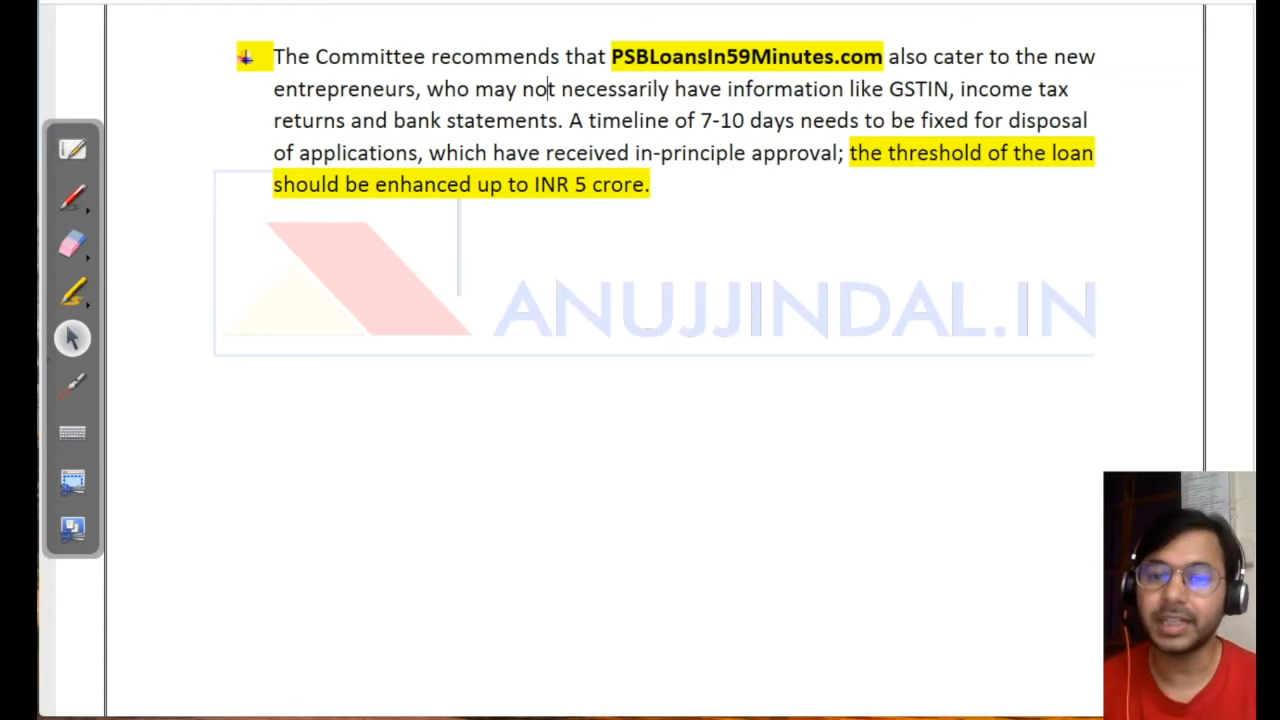 The Committee recommends that PSBLoansIn59Minutes.com also cater to the new
entrepreneurs, who may not necessarily have information like GSTIN, income tax
returns and bank statements. A timeline of 7-10 days needs to be fixed for disposal
of applications, which have received in-principle approval; the threshold of the loan
should be enhanced up to INR 5 crore.
ANUJJINDAL.IN